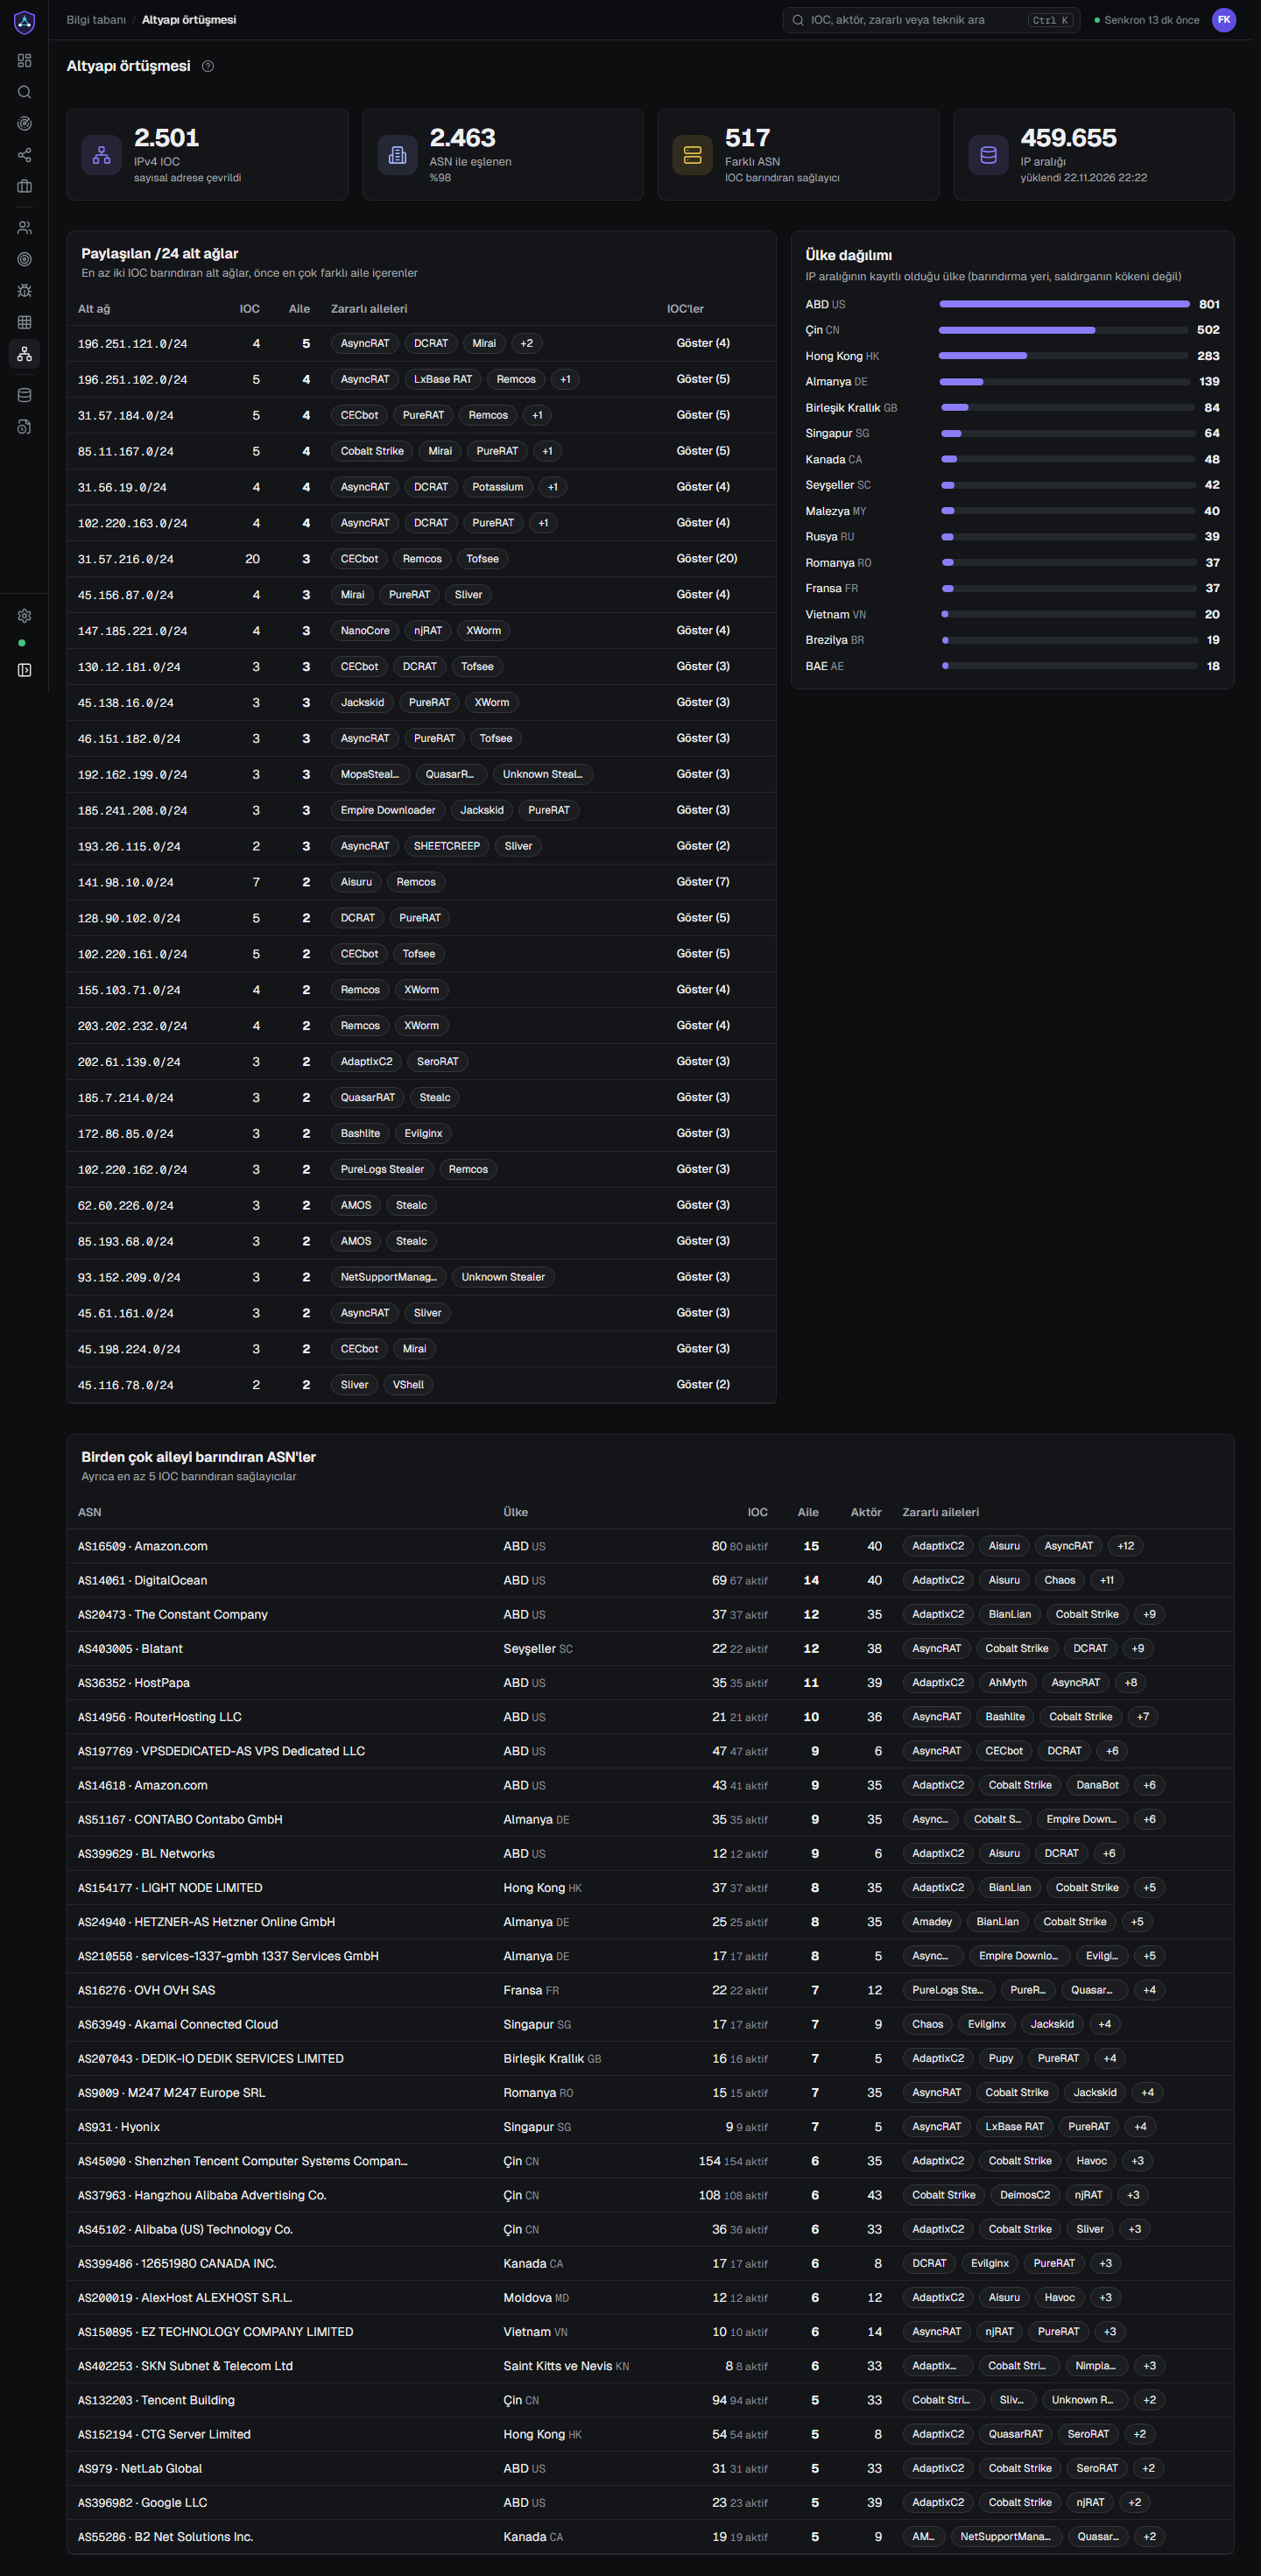 Bilgi tabanı / Altyapı örtüşmesi
IOC, aktör, zararlı veya teknik ara Ctrl K
Senkron 13 dk önce FK
Altyapı örtüşmesi ?
2.501
IPv4 IOC
sayısal adrese çevrildi
2.463
ASN ile eşlenen
%98
517
Farklı ASN
IOC barındıran sağlayıcı
459.655
IP aralığı
yüklendi 22.11.2026 22:22
Paylaşılan /24 alt ağlar
En az iki IOC barındıran alt ağlar, önce en çok farklı aile içerenler
Alt ağ IOC Aile Zararlı aileleri IOC'ler
196.251.121.0/24 4 5 AsyncRAT DCRAT Mirai +2 Göster (4)
196.251.102.0/24 5 4 AsyncRAT LxBase RAT Remcos +1 Göster (5)
31.57.184.0/24 5 4 CECbot PureRAT Remcos +1 Göster (5)
85.11.167.0/24 5 4 Cobalt Strike Mirai PureRAT +1 Göster (5)
31.56.19.0/24 4 4 AsyncRAT DCRAT Potassium +1 Göster (4)
102.220.163.0/24 4 4 AsyncRAT DCRAT PureRAT +1 Göster (4)
31.57.216.0/24 20 3 CECbot Remcos Tofsee Göster (20)
45.156.87.0/24 4 3 Mirai PureRAT Sliver Göster (4)
147.185.221.0/24 4 3 NanoCore njRAT XWorm Göster (4)
130.12.181.0/24 3 3 CECbot DCRAT Tofsee Göster (3)
45.138.16.0/24 3 3 Jackskid PureRAT XWorm Göster (3)
46.151.182.0/24 3 3 AsyncRAT PureRAT Tofsee Göster (3)
192.162.199.0/24 3 3 MopsSteal... QuasarR... Unknown Steal... Göster (3)
185.241.208.0/24 3 3 Empire Downloader Jackskid PureRAT Göster (3)
193.26.115.0/24 2 3 AsyncRAT SHEETCREEP Sliver Göster (2)
141.98.10.0/24 7 2 Aisuru Remcos Göster (7)
128.90.102.0/24 5 2 DCRAT PureRAT Göster (5)
102.220.161.0/24 5 2 CECbot Tofsee Göster (5)
155.103.71.0/24 4 2 Remcos XWorm Göster (4)
203.202.232.0/24 4 2 Remcos XWorm Göster (4)
202.61.139.0/24 3 2 AdaptixC2 SeroRAT Göster (3)
185.7.214.0/24 3 2 QuasarRAT Stealc Göster (3)
172.86.85.0/24 3 2 Bashlite Evilginx Göster (3)
102.220.162.0/24 3 2 PureLogs Stealer Remcos Göster (3)
62.60.226.0/24 3 2 AMOS Stealc Göster (3)
85.193.68.0/24 3 2 AMOS Stealc Göster (3)
93.152.209.0/24 3 2 NetSupportManag... Unknown Stealer Göster (3)
45.61.161.0/24 3 2 AsyncRAT Sliver Göster (3)
45.198.224.0/24 3 2 CECbot Mirai Göster (3)
45.116.78.0/24 2 2 Sliver VShell Göster (2)
Ülke dağılımı
IP aralığının kayıtlı olduğu ülke (barındırma yeri, saldırganın kökeni değil)
ABD US 801
Çin CN 502
Hong Kong HK 283
Almanya DE 139
Birleşik Krallık GB 84
Singapur SG 64
Kanada CA 48
Seyşeller SC 42
Malezya MY 40
Rusya RU 39
Romanya RO 37
Fransa FR 37
Vietnam VN 20
Brezilya BR 19
BAE AE 18
Birden çok aileyi barındıran ASN'ler
Ayrıca en az 5 IOC barındıran sağlayıcılar
ASN Ülke IOC Aile Aktör Zararlı aileleri
AS16509 · Amazon.com ABD US 80 80 aktif 15 40 AdaptixC2 Aisuru AsyncRAT +12
AS14061 · DigitalOcean ABD US 69 67 aktif 14 40 AdaptixC2 Aisuru Chaos +11
AS20473 · The Constant Company ABD US 37 37 aktif 12 35 AdaptixC2 BianLian Cobalt Strike +9
AS403005 · Blatant Seyşeller SC 22 22 aktif 12 38 AsyncRAT Cobalt Strike DCRAT +9
AS36352 · HostPapa ABD US 35 35 aktif 11 39 AdaptixC2 AhMyth AsyncRAT +8
AS14956 · RouterHosting LLC ABD US 21 21 aktif 10 36 AsyncRAT Bashlite Cobalt Strike +7
AS197769 · VPSDEDICATED-AS VPS Dedicated LLC ABD US 47 47 aktif 9 6 AsyncRAT CECbot DCRAT +6
AS14618 · Amazon.com ABD US 43 41 aktif 9 35 AdaptixC2 Cobalt Strike DanaBot +6
AS51167 · CONTABO Contabo GmbH Almanya DE 35 35 aktif 9 35 Async... Cobalt S... Empire Down... +6
AS399629 · BL Networks ABD US 12 12 aktif 9 6 AdaptixC2 Aisuru DCRAT +6
AS154177 · LIGHT NODE LIMITED Hong Kong HK 37 37 aktif 8 35 AdaptixC2 BianLian Cobalt Strike +5
AS24940 · HETZNER-AS Hetzner Online GmbH Almanya DE 25 25 aktif 8 35 Amadey BianLian Cobalt Strike +5
AS210558 · services-1337-gmbh 1337 Services GmbH Almanya DE 17 17 aktif 8 5 Async... Empire Downlo... Evilgi... +5
AS16276 · OVH OVH SAS Fransa FR 22 22 aktif 7 12 PureLogs Ste... PureR... Quasar... +4
AS63949 · Akamai Connected Cloud Singapur SG 17 17 aktif 7 9 Chaos Evilginx Jackskid +4
AS207043 · DEDIK-IO DEDIK SERVICES LIMITED Birleşik Krallık GB 16 16 aktif 7 5 AdaptixC2 Pupy PureRAT +4
AS9009 · M247 M247 Europe SRL Romanya RO 15 15 aktif 7 35 AsyncRAT Cobalt Strike Jackskid +4
AS931 · Hyonix Singapur SG 9 9 aktif 7 5 AsyncRAT LxBase RAT PureRAT +4
AS45090 · Shenzhen Tencent Computer Systems Compan... Çin CN 154 154 aktif 6 35 AdaptixC2 Cobalt Strike Havoc +3
AS37963 · Hangzhou Alibaba Advertising Co. Çin CN 108 108 aktif 6 43 Cobalt Strike DeimosC2 njRAT +3
AS45102 · Alibaba (US) Technology Co. Çin CN 36 36 aktif 6 33 AdaptixC2 Cobalt Strike Sliver +3
AS399486 · 12651980 CANADA INC. Kanada CA 17 17 aktif 6 8 DCRAT Evilginx PureRAT +3
AS200019 · AlexHost ALEXHOST S.R.L. Moldova MD 12 12 aktif 6 12 AdaptixC2 Aisuru Havoc +3
AS150895 · EZ TECHNOLOGY COMPANY LIMITED Vietnam VN 10 10 aktif 6 14 AsyncRAT njRAT PureRAT +3
AS402253 · SKN Subnet & Telecom Ltd Saint Kitts ve Nevis KN 8 8 aktif 6 33 Adaptix... Cobalt Stri... Nimpla... +3
AS132203 · Tencent Building Çin CN 94 94 aktif 5 33 Cobalt Stri... Sliv... Unknown R... +2
AS152194 · CTG Server Limited Hong Kong HK 54 54 aktif 5 8 AdaptixC2 QuasarRAT SeroRAT +2
AS979 · NetLab Global ABD US 31 31 aktif 5 33 AdaptixC2 Cobalt Strike SeroRAT +2
AS396982 · Google LLC ABD US 23 23 aktif 5 39 AdaptixC2 Cobalt Strike njRAT +2
AS55286 · B2 Net Solutions Inc. Kanada CA 19 19 aktif 5 9 AM... NetSupportMana... Quasar... +2